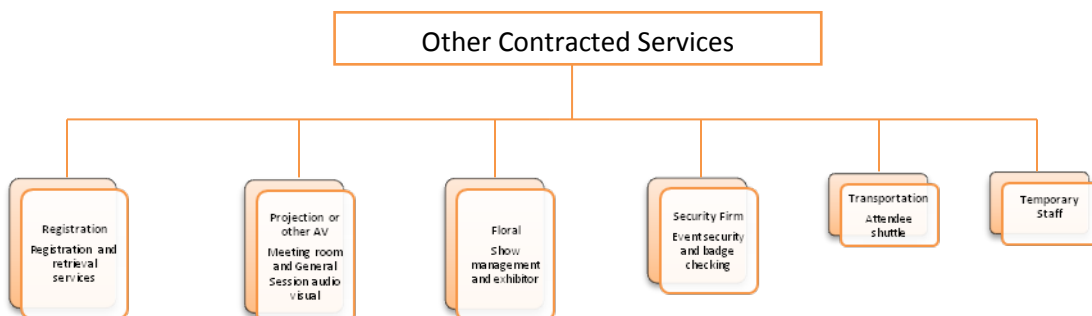 Other Contracted Services
Registration
Registration and
retrieval
services
Projection or
other AV
Meeting room
and General
Session audio
visual
Floral
Show
management
and exhibitor
Security Firm
Event security
and badge
checking
Transportation
Attendee
shuttle
Temporary
Staff